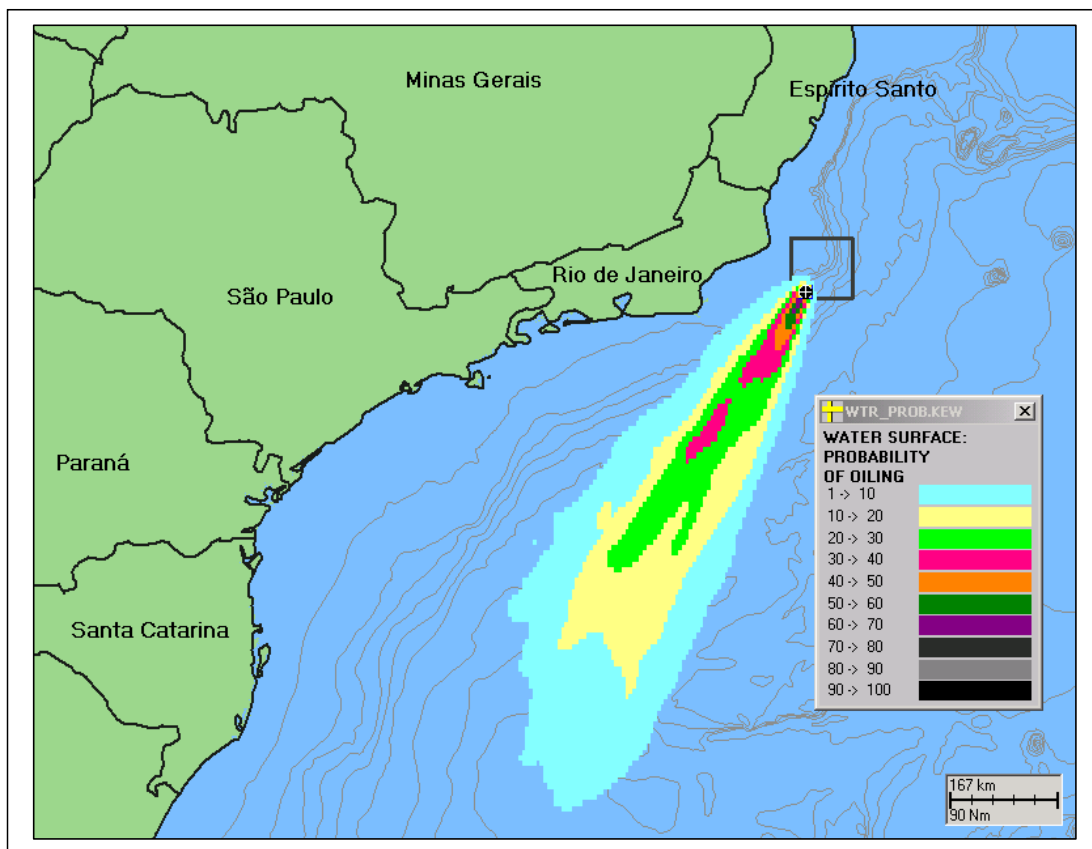 Minas Gerais
Espírito Santo
Rio de Janeiro
São Paulo
Paraná
Santa Catarina
WTR_PROB.KEW
WATER SURFACE:
PROBABILITY
OF OILING
1 -> 10
10 -> 20
20 -> 30
30 -> 40
40 -> 50
50 -> 60
60 -> 70
70 -> 80
80 -> 90
90 -> 100
167 km
90 Nm